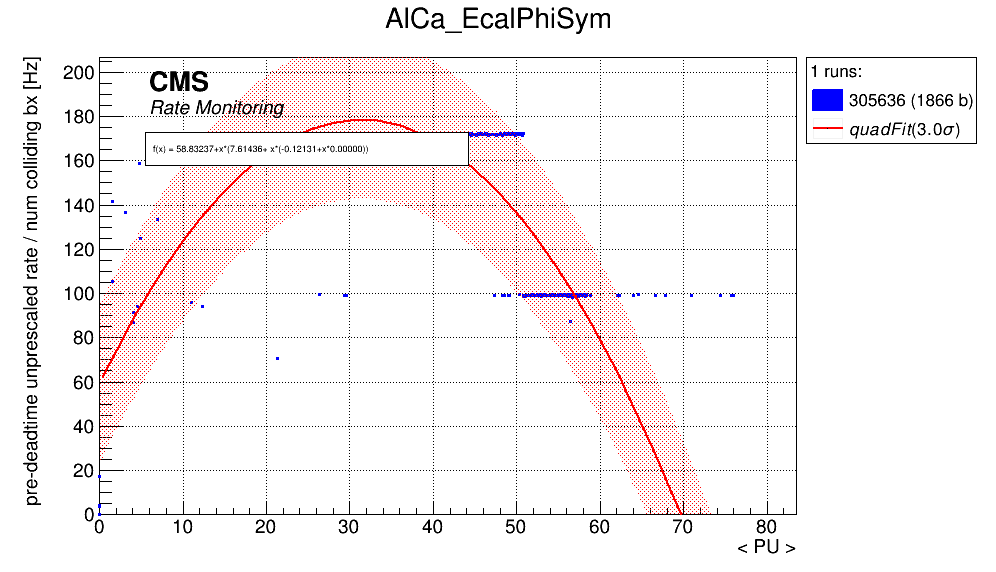 AlCa_EcalPhiSym
pre-deadtime unprescaled rate / num colliding bx [Hz]
200
180
160
140
120
100
80
60
40
20
0
CMS
Rate Monitoring
f(x) = 58.83237+x*(7.61436+ x*(-0.12131+x*0.00000))
0 10 20 30 40 50 60 70 80
< PU >
1 runs:
305636 (1866 b)
quadFit(3.0σ)